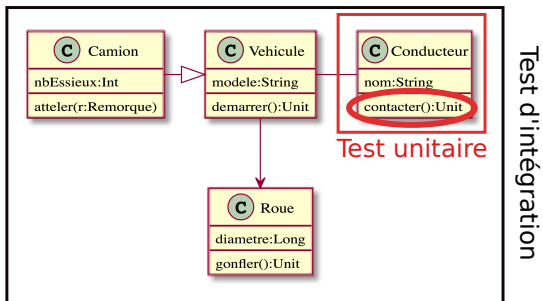 C Camion
nbEssieux:Int
atteler(r:Remorque)
C Vehicule
modele:String
demarrer():Unit
C Conducteur
nom:String
contacter():Unit
Test unitaire
C Roue
diametre:Long
gonfler():Unit
Test d'intégration